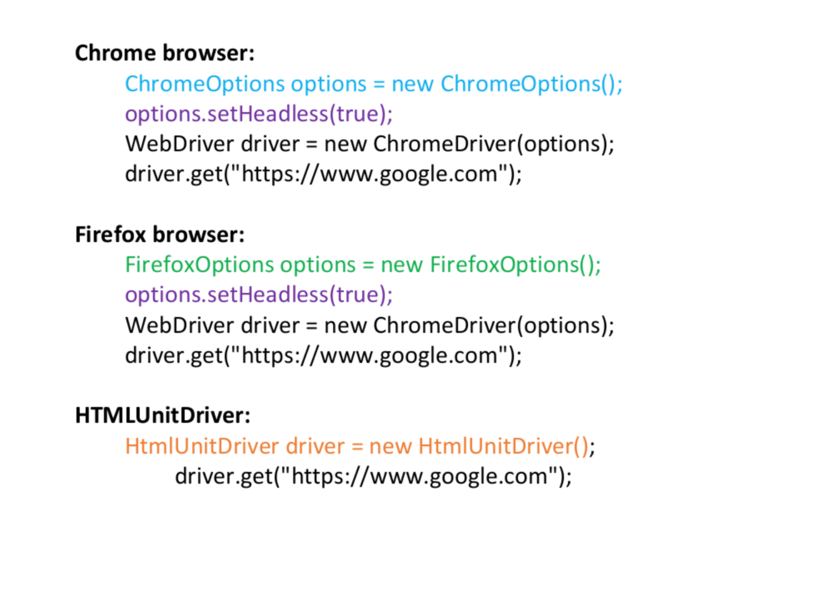 Chrome browser:
ChromeOptions options = new ChromeOptions();
options.setHeadless(true);
WebDriver driver = new ChromeDriver(options);
driver.get("https://www.google.com");
Firefox browser:
FirefoxOptions options = new FirefoxOptions();
options.setHeadless(true);
WebDriver driver = new ChromeDriver(options);
driver.get("https://www.google.com");
HTMLUnitDriver:
HtmlUnitDriver driver = new HtmlUnitDriver();
driver.get("https://www.google.com");